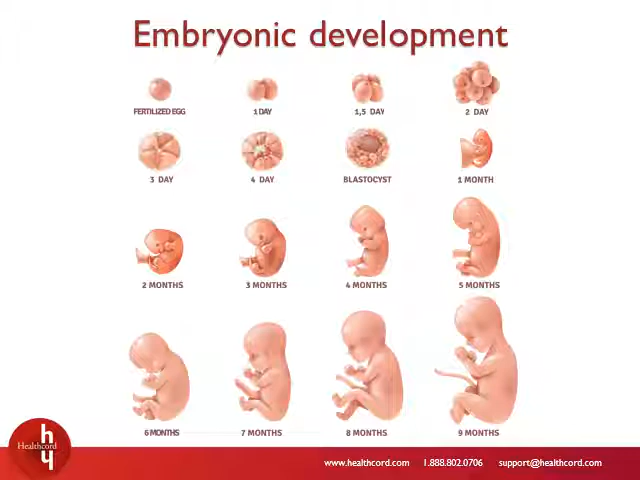 Embryonic development
FERTILIZED EGG 1 DAY 1,5 DAY 2 DAY
3 DAY 4 DAY BLASTOCYST 1 MONTH
2 MONTHS 3 MONTHS 4 MONTHS 5 MONTHS
6 MONTHS 7 MONTHS 8 MONTHS 9 MONTHS
h
Healthcord
www.healthcord.com 1.888.802.0706 support@healthcord.com